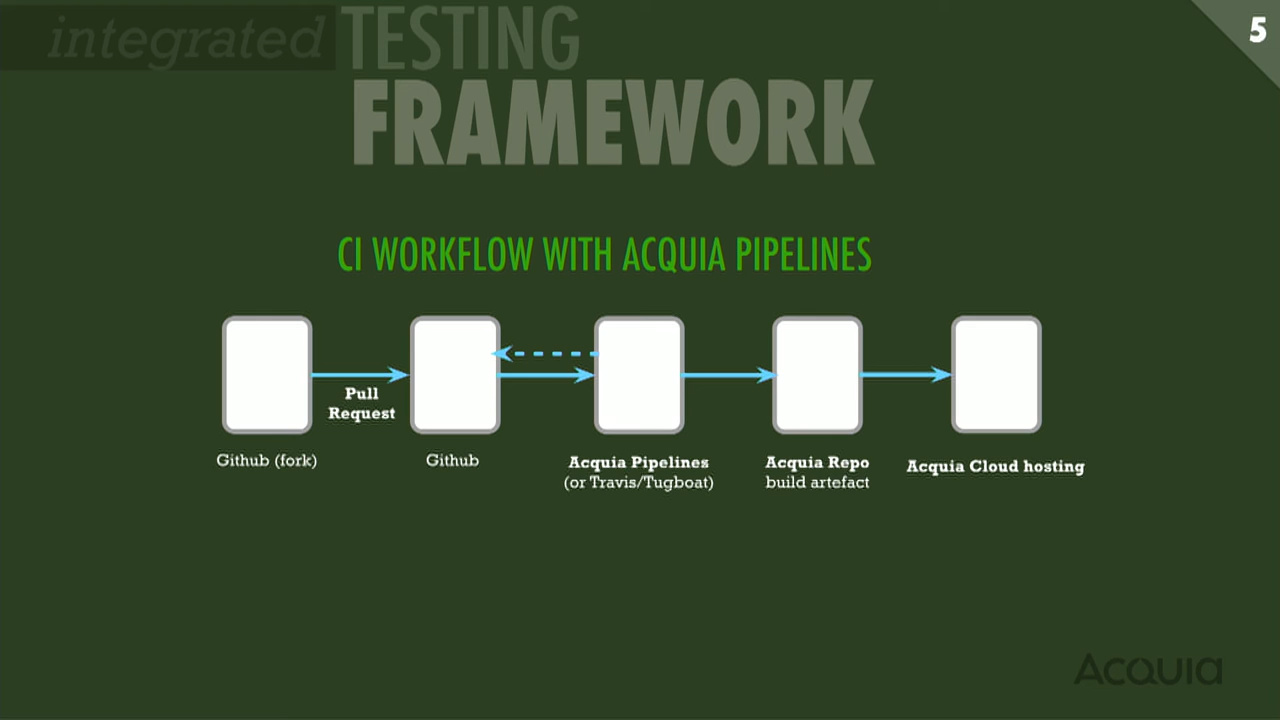 integrated TESTING
FRAMEWORK
5
CI WORKFLOW WITH ACQUIA PIPELINES
Pull
Request
Github (fork)
Github
Acquia Pipelines
(or Travis/Tugboat)
Acquia Repo
build artefact
Acquia Cloud hosting
Acquia